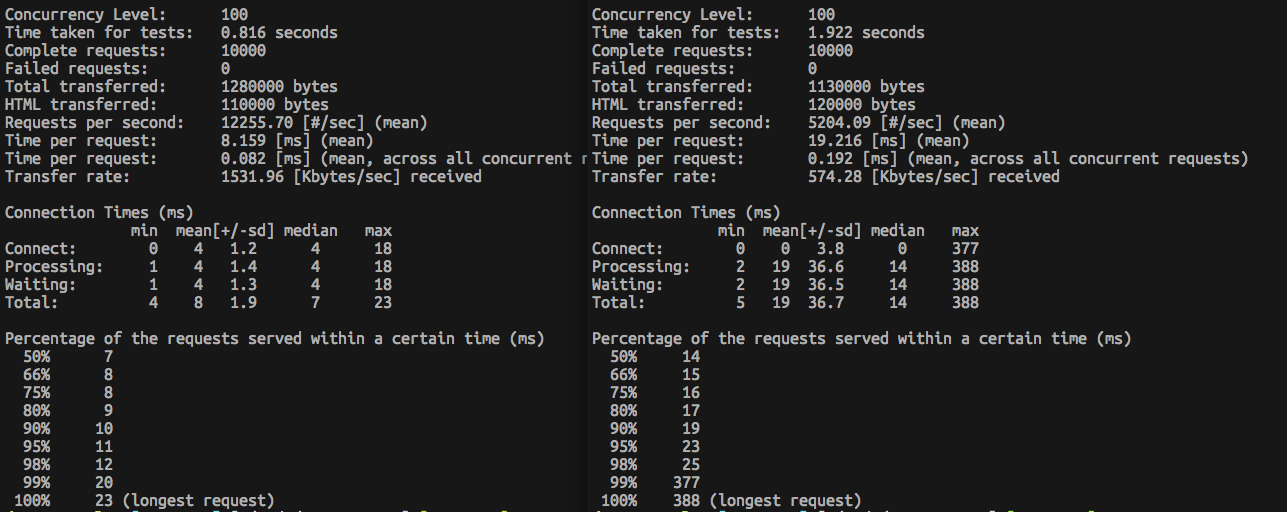 Concurrency Level:      100
Time taken for tests:   0.816 seconds
Complete requests:      10000
Failed requests:        0
Total transferred:      1280000 bytes
HTML transferred:       110000 bytes
Requests per second:    12255.70 [#/sec] (mean)
Time per request:       8.159 [ms] (mean)
Time per request:       0.082 [ms] (mean, across all concurrent r
Transfer rate:          1531.96 [Kbytes/sec] received
Connection Times (ms)
              min  mean[+/-sd] median   max
Connect:        0    4   1.2      4      18
Processing:     1    4   1.4      4      18
Waiting:        1    4   1.3      4      18
Total:          4    8   1.9      7      23
Percentage of the requests served within a certain time (ms)
  50%      7
  66%      8
  75%      8
  80%      9
  90%     10
  95%     11
  98%     12
  99%     20
 100%     23 (longest request)
Concurrency Level:      100
Time taken for tests:   1.922 seconds
Complete requests:      10000
Failed requests:        0
Total transferred:      1130000 bytes
HTML transferred:       120000 bytes
Requests per second:    5204.09 [#/sec] (mean)
Time per request:       19.216 [ms] (mean)
Time per request:       0.192 [ms] (mean, across all concurrent requests)
Transfer rate:          574.28 [Kbytes/sec] received
Connection Times (ms)
              min  mean[+/-sd] median   max
Connect:        0    0   3.8      0     377
Processing:     2   19  36.6     14     388
Waiting:        2   19  36.5     14     388
Total:          5   19  36.7     14     388
Percentage of the requests served within a certain time (ms)
  50%     14
  66%     15
  75%     16
  80%     17
  90%     19
  95%     23
  98%     25
  99%    377
 100%    388 (longest request)